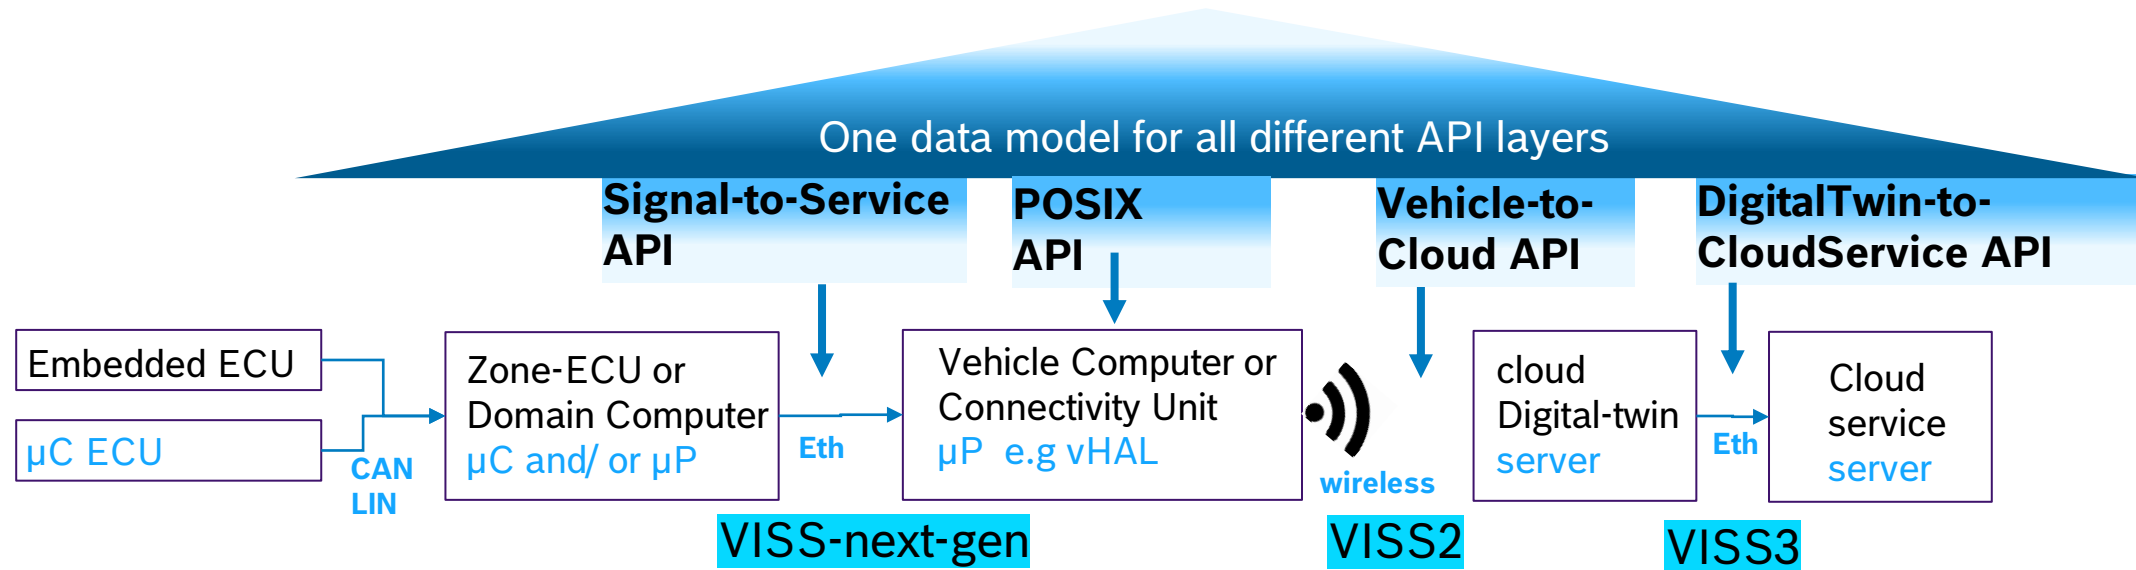 One data model for all different API layers
Signal-to-Service
API
POSIX
API
Vehicle-to-
Cloud API
DigitalTwin-to-
CloudService API
Embedded ECU
µC ECU
CAN
LIN
Zone-ECU or
Domain Computer
µC and/ or µP
Eth
Vehicle Computer or
Connectivity Unit
µP e.g vHAL
wireless
cloud
Digital-twin
server
Eth
Cloud
service
server
VISS-next-gen
VISS2
VISS3